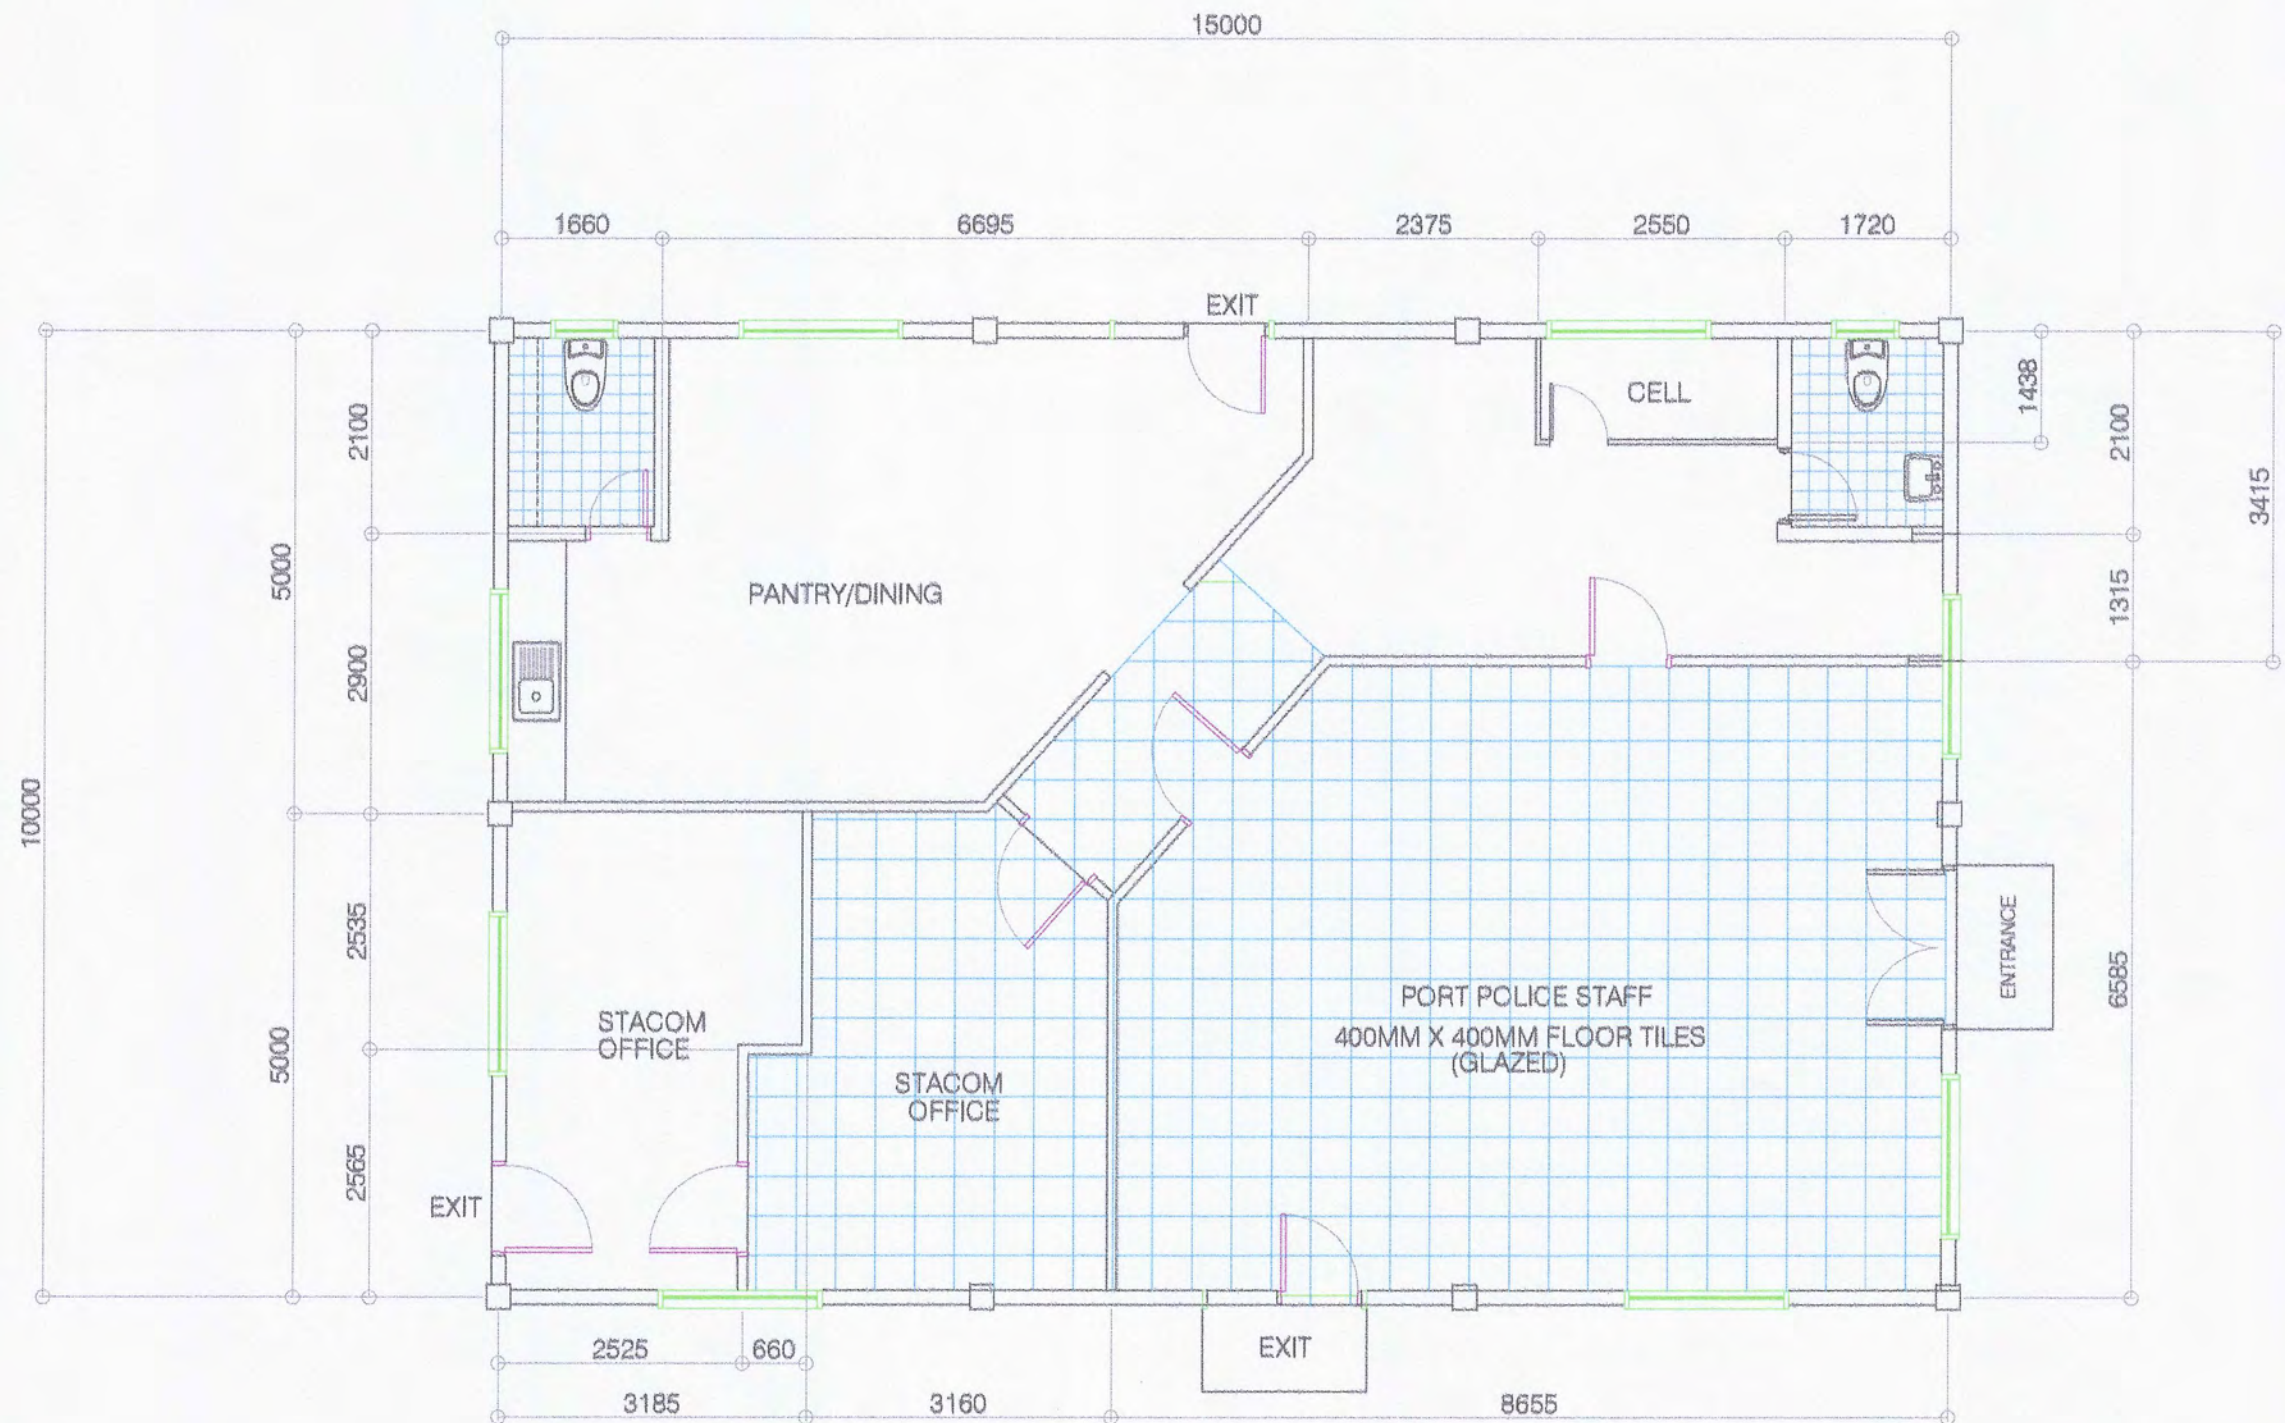 15000
1660
6695
2375
2550
1720
EXIT
CELL
1438
2100
2100
3415
5000
PANTRY/DINING
1315
2900
10000
2535
ENTRANCE
PORT POLICE STAFF
400MM X 400MM FLOOR TILES
(GLAZED)
6585
STACOM
OFFICE
5000
STACOM
OFFICE
2565
EXIT
EXIT
2525
660
3185
3160
8655